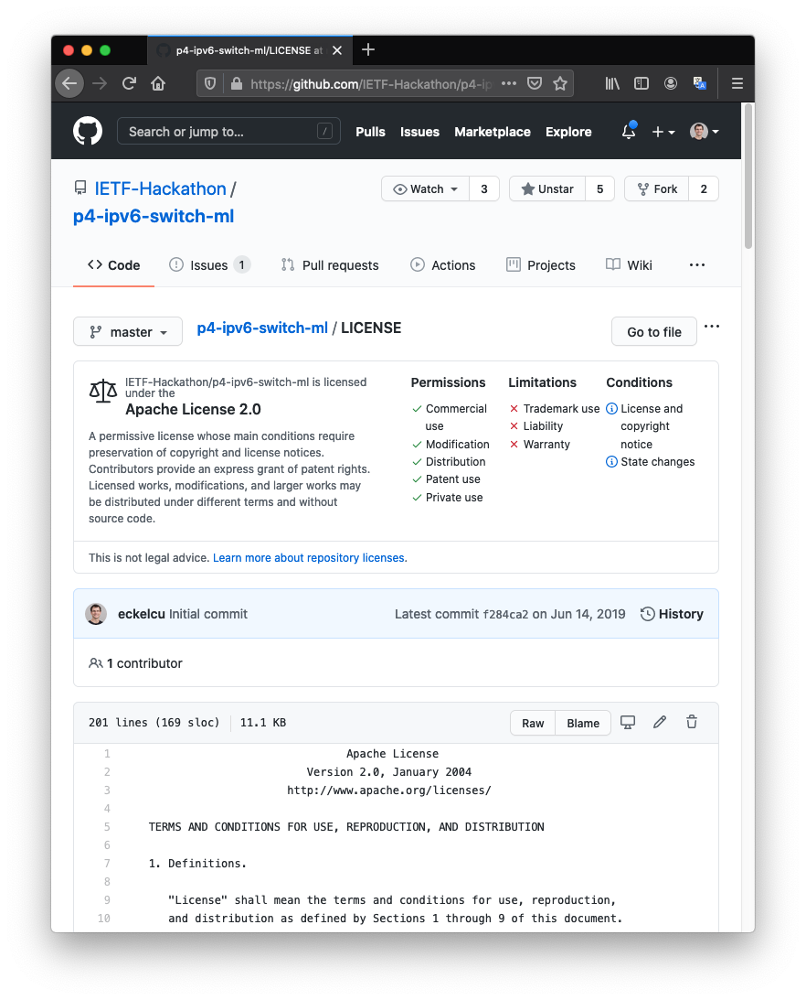 p4-ipv6-switch-ml/LICENSE at
https://github.com/IETF-Hackathon/p4-ip
Search or jump to... /
Pulls Issues Marketplace Explore
IETF-Hackathon /
p4-ipv6-switch-ml
Watch 3 Unstar 5 Fork 2
Code Issues 1 Pull requests Actions Projects Wiki
master p4-ipv6-switch-ml / LICENSE Go to file
IETF-Hackathon/p4-ipv6-switch-ml is licensed
under the
Apache License 2.0
A permissive license whose main conditions require
preservation of copyright and license notices.
Contributors provide an express grant of patent rights.
Licensed works, modifications, and larger works may
be distributed under different terms and without
source code.
Permissions
Commercial
use
Modification
Distribution
Patent use
Private use
Limitations
Trademark use
Liability
Warranty
Conditions
License and
copyright
notice
State changes
This is not legal advice. Learn more about repository licenses.
eckelcu Initial commit Latest commit f284ca2 on Jun 14, 2019 History
1 contributor
201 lines (169 sloc) 11.1 KB Raw Blame
1 Apache License
2 Version 2.0, January 2004
3 http://www.apache.org/licenses/
4
5 TERMS AND CONDITIONS FOR USE, REPRODUCTION, AND DISTRIBUTION
6
7 1. Definitions.
8
9 "License" shall mean the terms and conditions for use, reproduction,
10 and distribution as defined by Sections 1 through 9 of this document.